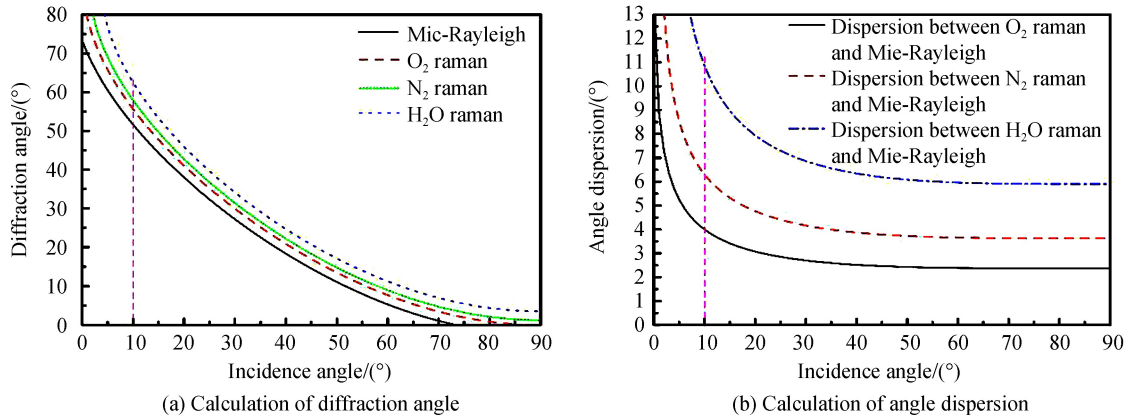 80
70
60
50
40
30
20
10
0
Diffraction angle/(°)
Mic-Rayleigh
O₂ raman
N₂ raman
H₂O raman
0 10 20 30 40 50 60 70 80 90
Incidence angle/(°)
(a) Calculation of diffraction angle
13
12
11
10
9
8
7
6
5
4
3
2
1
0
Angle dispersion/(°)
Dispersion between O₂ raman
and Mie-Rayleigh
Dispersion between N₂ raman
and Mie-Rayleigh
Dispersion between H₂O raman
and Mie-Rayleigh
0 10 20 30 40 50 60 70 80 90
Incidence angle/(°)
(b) Calculation of angle dispersion